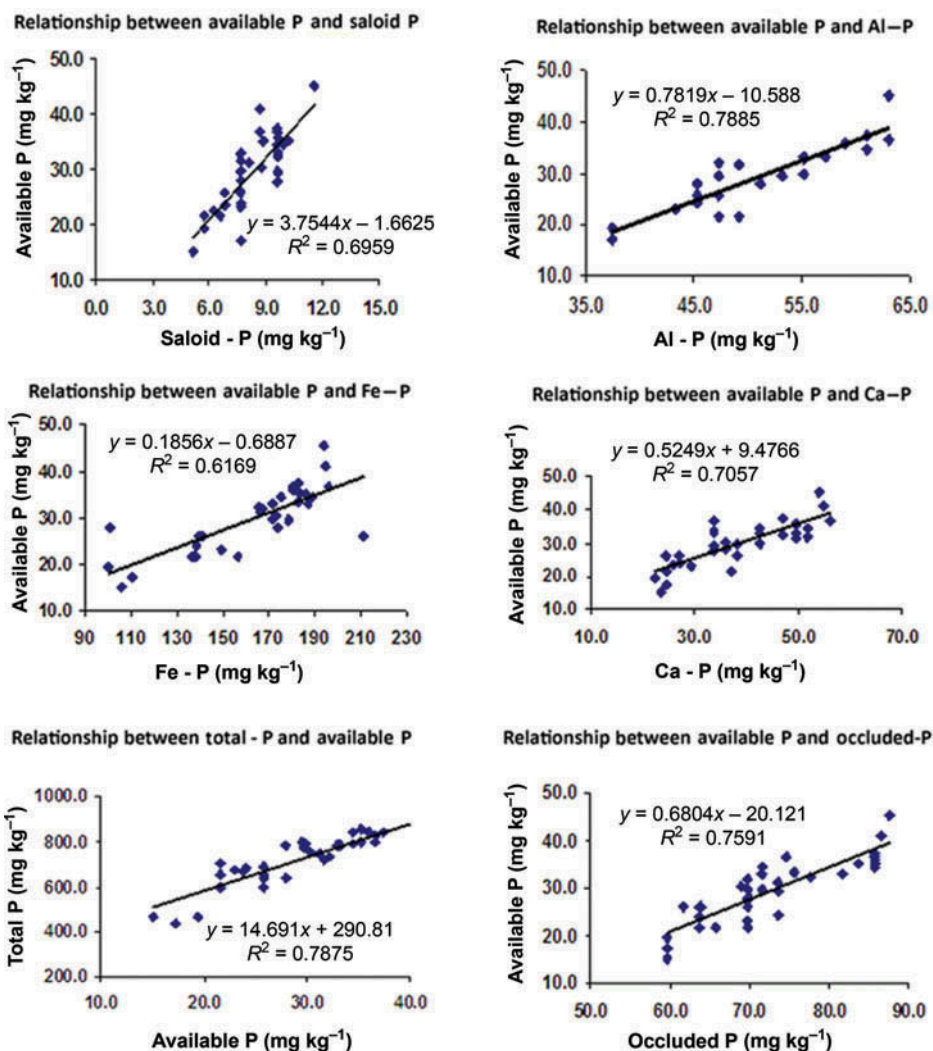 Relationship between available P and saloid P
Available P (mg kg⁻¹)
50.0
40.0
30.0
20.0
10.0
y = 3.7544x – 1.6625
R² = 0.6959
0.0 3.0 6.0 9.0 12.0 15.0
Saloid - P (mg kg⁻¹)
Relationship between available P and Al–P
Available P (mg kg⁻¹)
50.0
40.0
30.0
20.0
10.0
y = 0.7819x – 10.588
R² = 0.7885
35.0 45.0 55.0 65.0
Al - P (mg kg⁻¹)
Relationship between available P and Fe–P
Available P (mg kg⁻¹)
50.0
40.0
30.0
20.0
10.0
y = 0.1856x – 0.6887
R² = 0.6169
90 110 130 150 170 190 210 230
Fe - P (mg kg⁻¹)
Relationship between available P and Ca–P
Available P (mg kg⁻¹)
y = 0.5249x + 9.4766
R² = 0.7057
50.0
40.0
30.0
20.0
10.0
10.0 30.0 50.0 70.0
Ca - P (mg kg⁻¹)
Relationship between total - P and available P
Total P (mg kg⁻¹)
1000.0
800.0
600.0
400.0
200.0
y = 14.691x + 290.81
R² = 0.7875
10.0 20.0 30.0 40.0
Available P (mg kg⁻¹)
Relationship between available P and occluded-P
Available P (mg kg⁻¹)
50.0
40.0
30.0
20.0
10.0
y = 0.6804x – 20.121
R² = 0.7591
50.0 60.0 70.0 80.0 90.0
Occluded P (mg kg⁻¹)